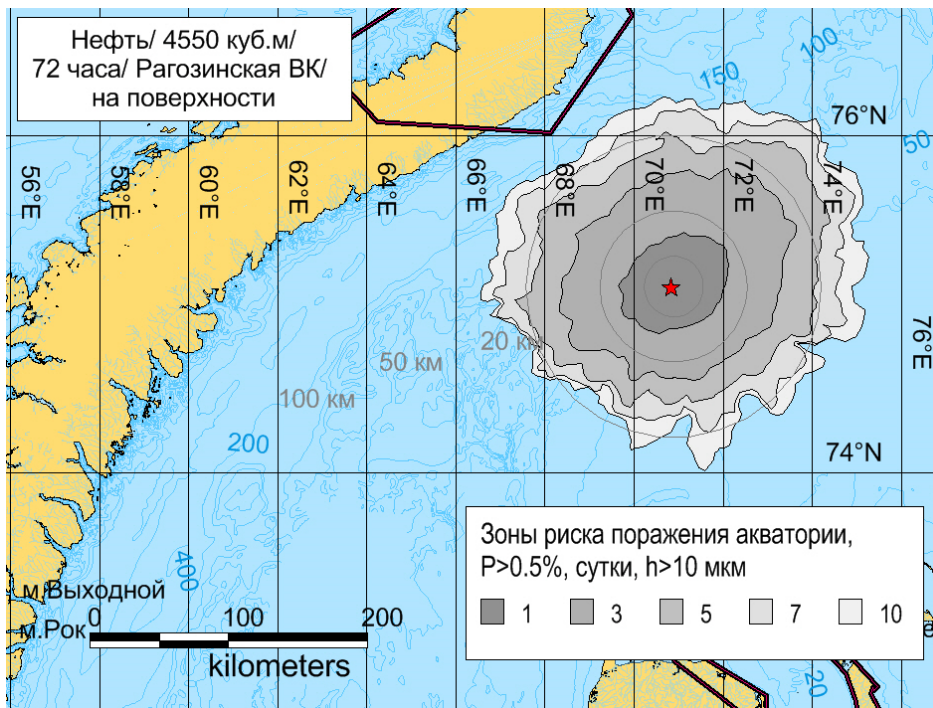 Нефть/ 4550 куб.м/
72 часа/ Рагозинская ВК/
на поверхности
100
150
76°N
50
56°E
58°E
60°E
62°E
64°E
66°E
68°E
70°E
72°E
74°E
76°E
20 км
50 км
100 км
200
74°N
400
Зоны риска поражения акватории,
P>0.5%, сутки, h>10 мкм
1 3 5 7 10
м.Выходной
м.Рок
0 100 200
kilometers
20